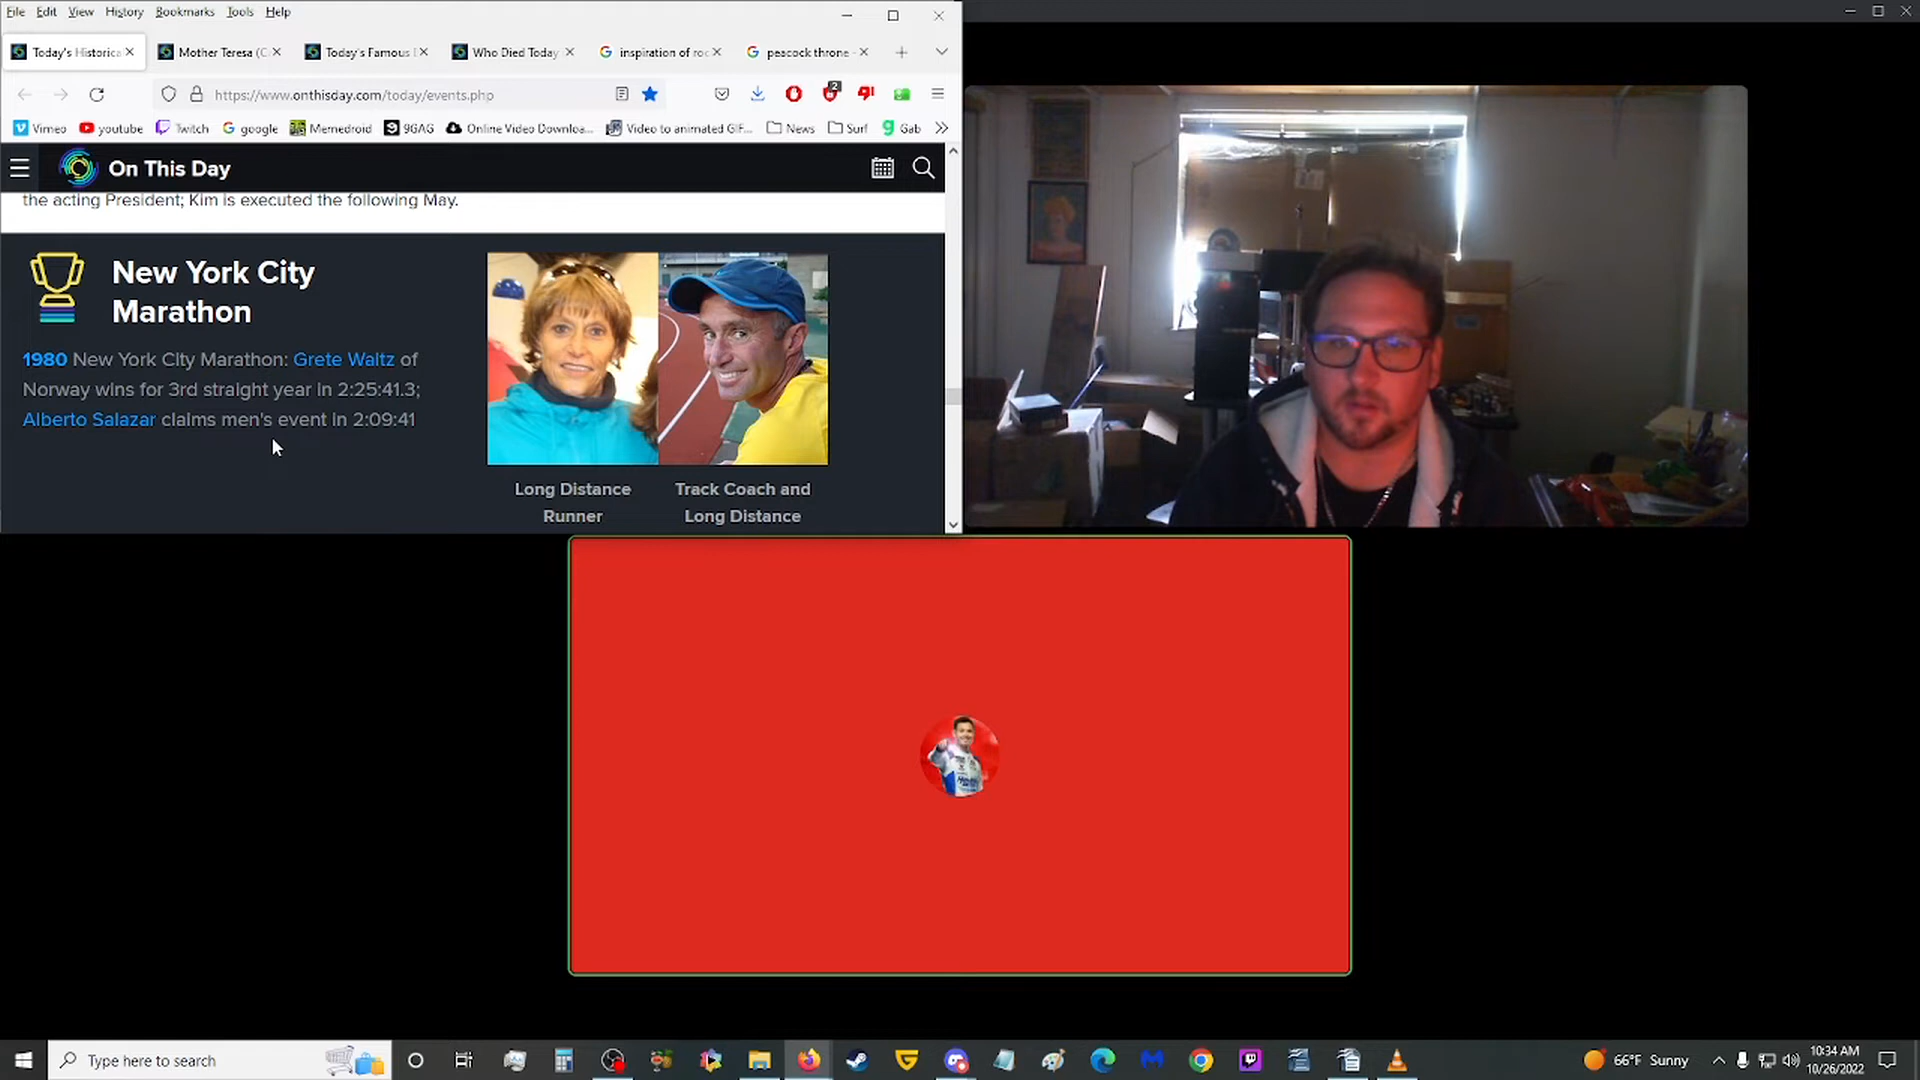 File Edit View History Bookmarks Tools Help
Today's Historica
Mother Teresa (C
Today's Famous
Who Died Today
inspiration of roc
peacock throne -
https://www.onthisday.com/today/events.php
2
Vimeo youtube Twitch google Memedroid 9GAG Online Video Downloa... Video to animated GIF... News Surf Gab
On This Day
the acting President; Kim is executed the following May.
New York City
Marathon
1980 New York City Marathon: Grete Waltz of
Norway wins for 3rd straight year in 2:25:41.3;
Alberto Salazar claims men's event in 2:09:41
Long Distance
Runner
Track Coach and
Long Distance
Type here to search
66°F Sunny
10:34 AM
10/26/2022